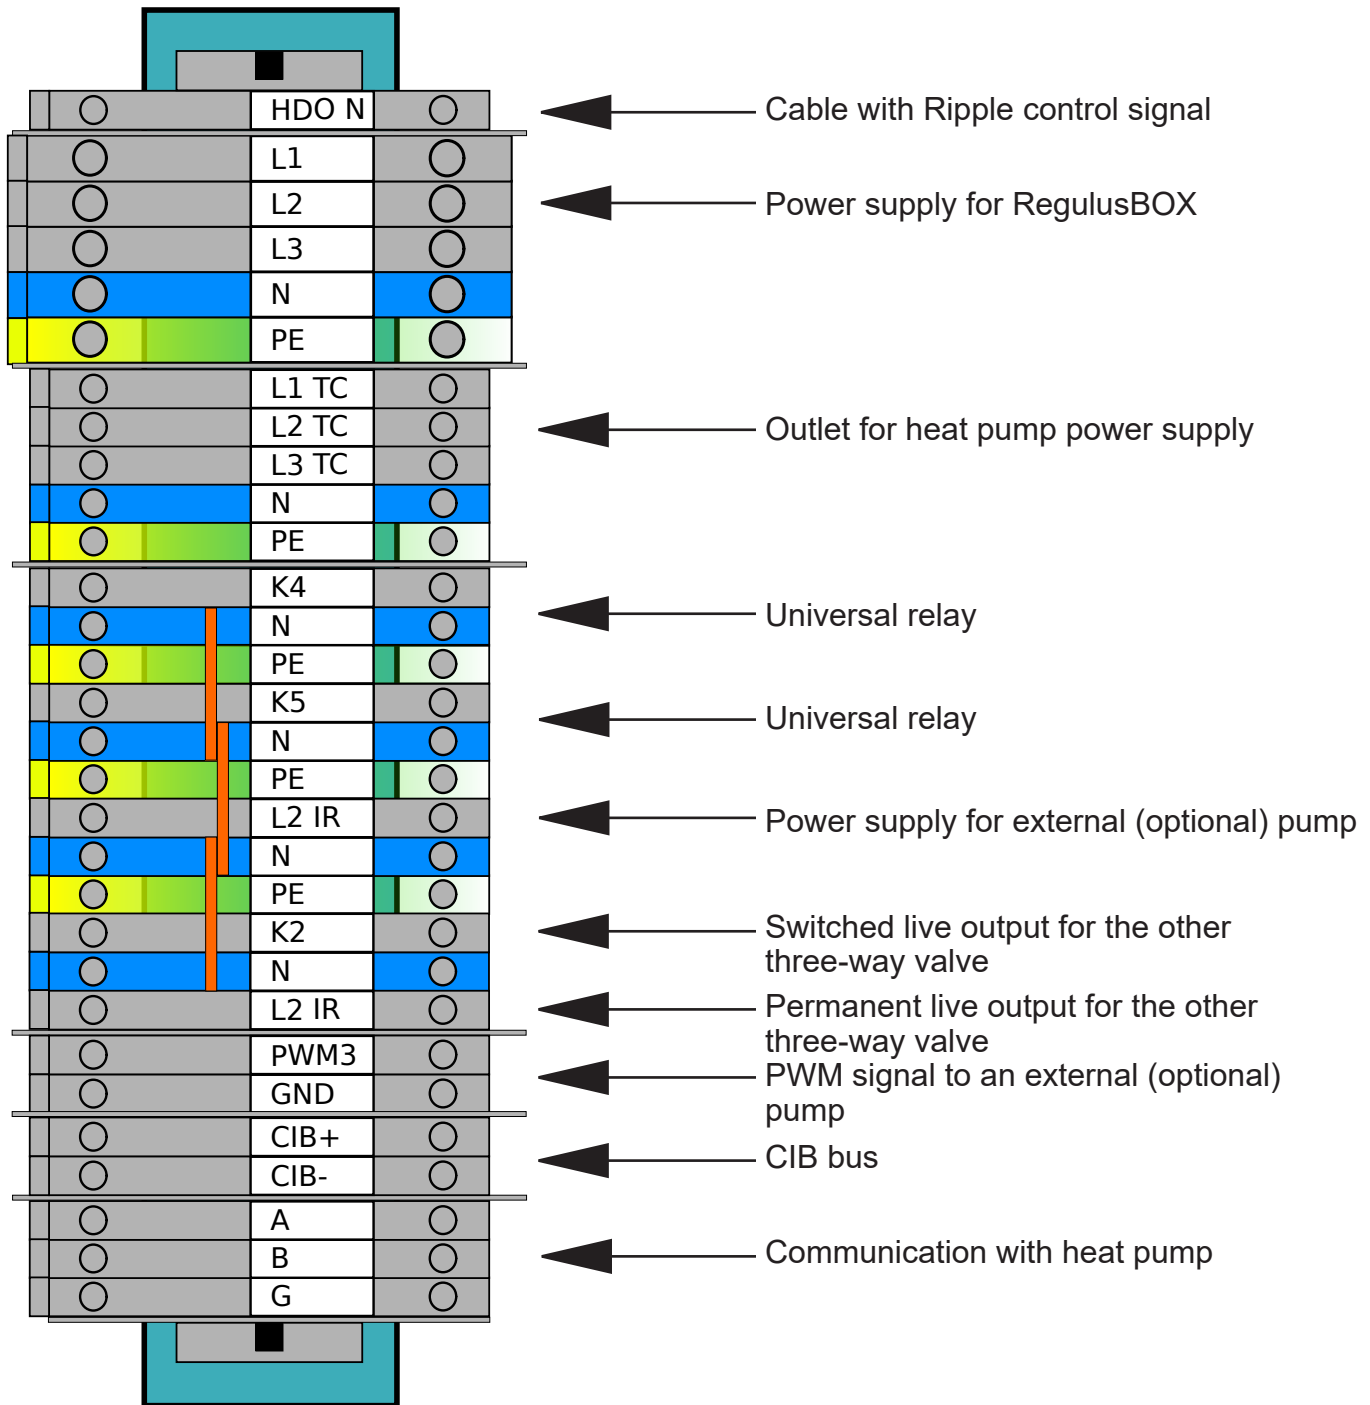 HDO N
Cable with Ripple control signal
L1
L2
Power supply for RegulusBOX
L3
N
PE
L1 TC
L2 TC
Outlet for heat pump power supply
L3 TC
N
PE
K4
N
Universal relay
PE
K5
Universal relay
N
PE
L2 IR
Power supply for external (optional) pump
N
PE
K2
Switched live output for the other
three-way valve
N
L2 IR
Permanent live output for the other
three-way valve
PWM3
PWM signal to an external (optional)
pump
GND
CIB+
CIB bus
CIB-
A
B
Communication with heat pump
G